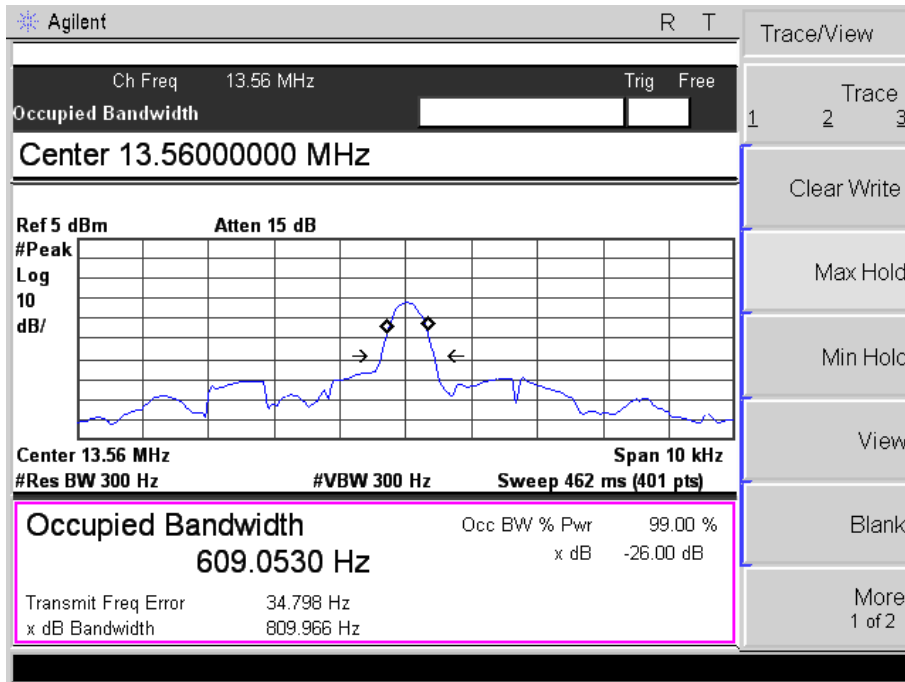 Agilent R T
Ch Freq 13.56 MHz Trig Free
Occupied Bandwidth
Center 13.56000000 MHz
Ref 5 dBm Atten 15 dB
#Peak
Log
10
dB/
Center 13.56 MHz Span 10 kHz
#Res BW 300 Hz #VBW 300 Hz Sweep 462 ms (401 pts)
Occupied Bandwidth Occ BW % Pwr 99.00 %
609.0530 Hz x dB -26.00 dB
Transmit Freq Error 34.798 Hz
x dB Bandwidth 809.966 Hz
Trace/View
Trace
1 2 3
Clear Write
Max Hold
Min Hold
View
Blank
More
1 of 2